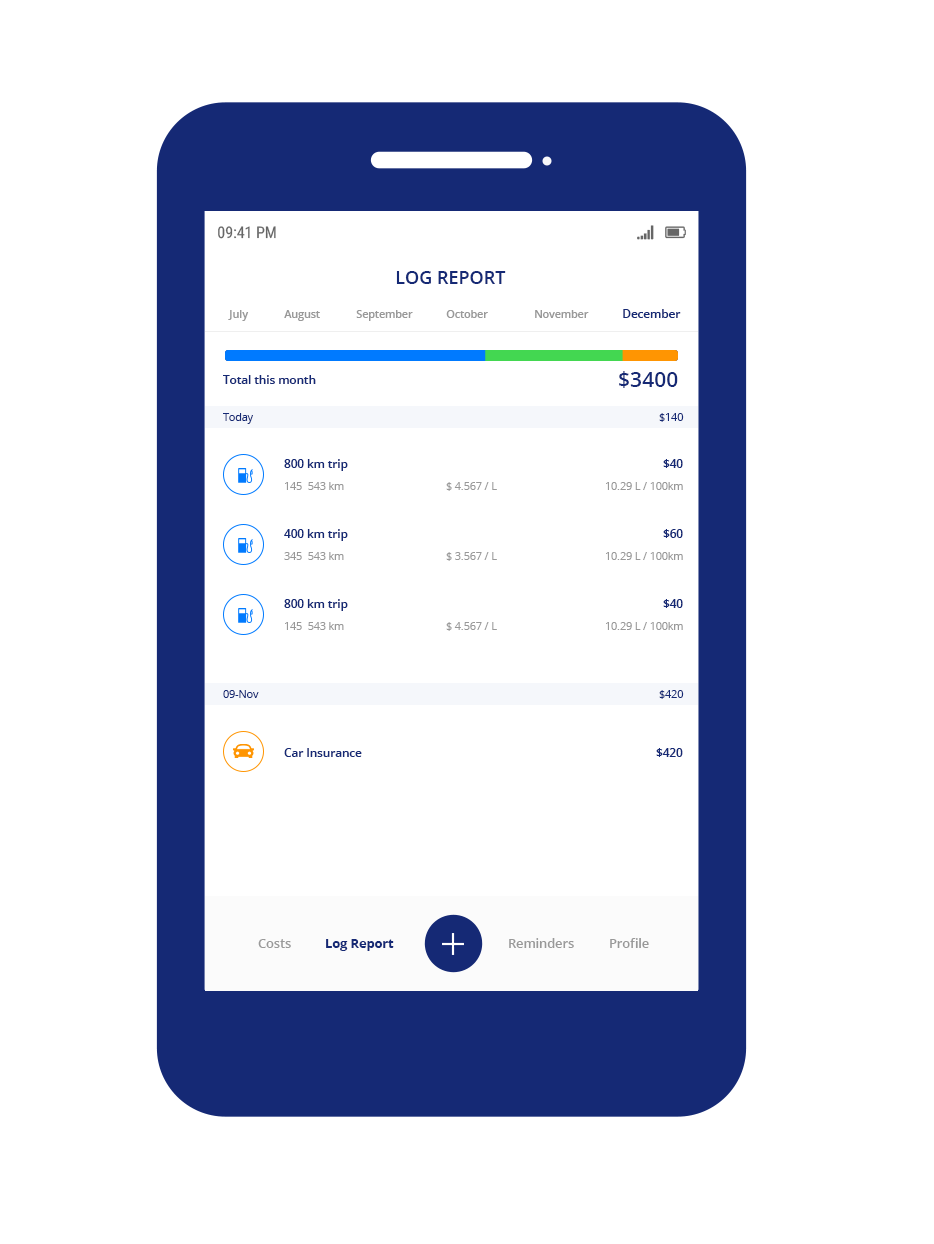 09:41 PM
LOG REPORT
July August September October November December
Total this month $3400
Today $140
800 km trip $40
145 543 km $ 4.567 / L 10.29 L / 100km
400 km trip $60
345 543 km $ 3.567 / L 10.29 L / 100km
800 km trip $40
145 543 km $ 4.567 / L 10.29 L / 100km
09-Nov $420
Car Insurance $420
Costs Log Report + Reminders Profile